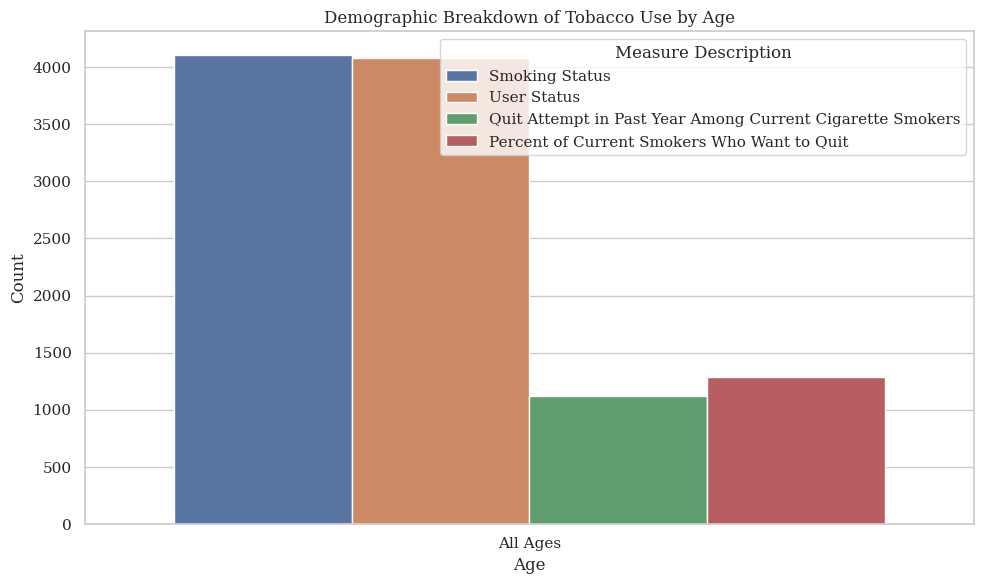 Demographic Breakdown of Tobacco Use by Age
Measure Description
Smoking Status
User Status
Quit Attempt in Past Year Among Current Cigarette Smokers
Percent of Current Smokers Who Want to Quit
Count
4000
3500
3000
2500
2000
1500
1000
500
0
All Ages
Age